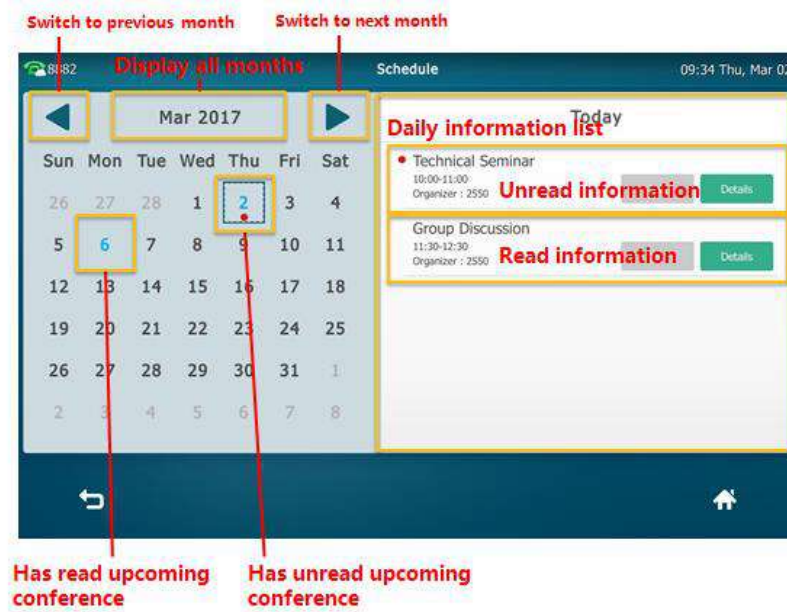 Switch to previous month
Switch to next month
8882
Display all months
Schedule
09:34 Thu, Mar 02
Mar 2017
Today
Daily information list
Sun Mon Tue Wed Thu Fri Sat
26 27 28 1 2 3 4
5 6 7 8 9 10 11
12 13 14 15 16 17 18
19 20 21 22 23 24 25
26 27 28 29 30 31 1
2 3 4 5 6 7 8
Technical Seminar
10:00-11:00
Organizer : 2550
Unread information
Details
Group Discussion
11:30-12:30
Organizer : 2550
Read information
Details
Has read upcoming
conference
Has unread upcoming
conference